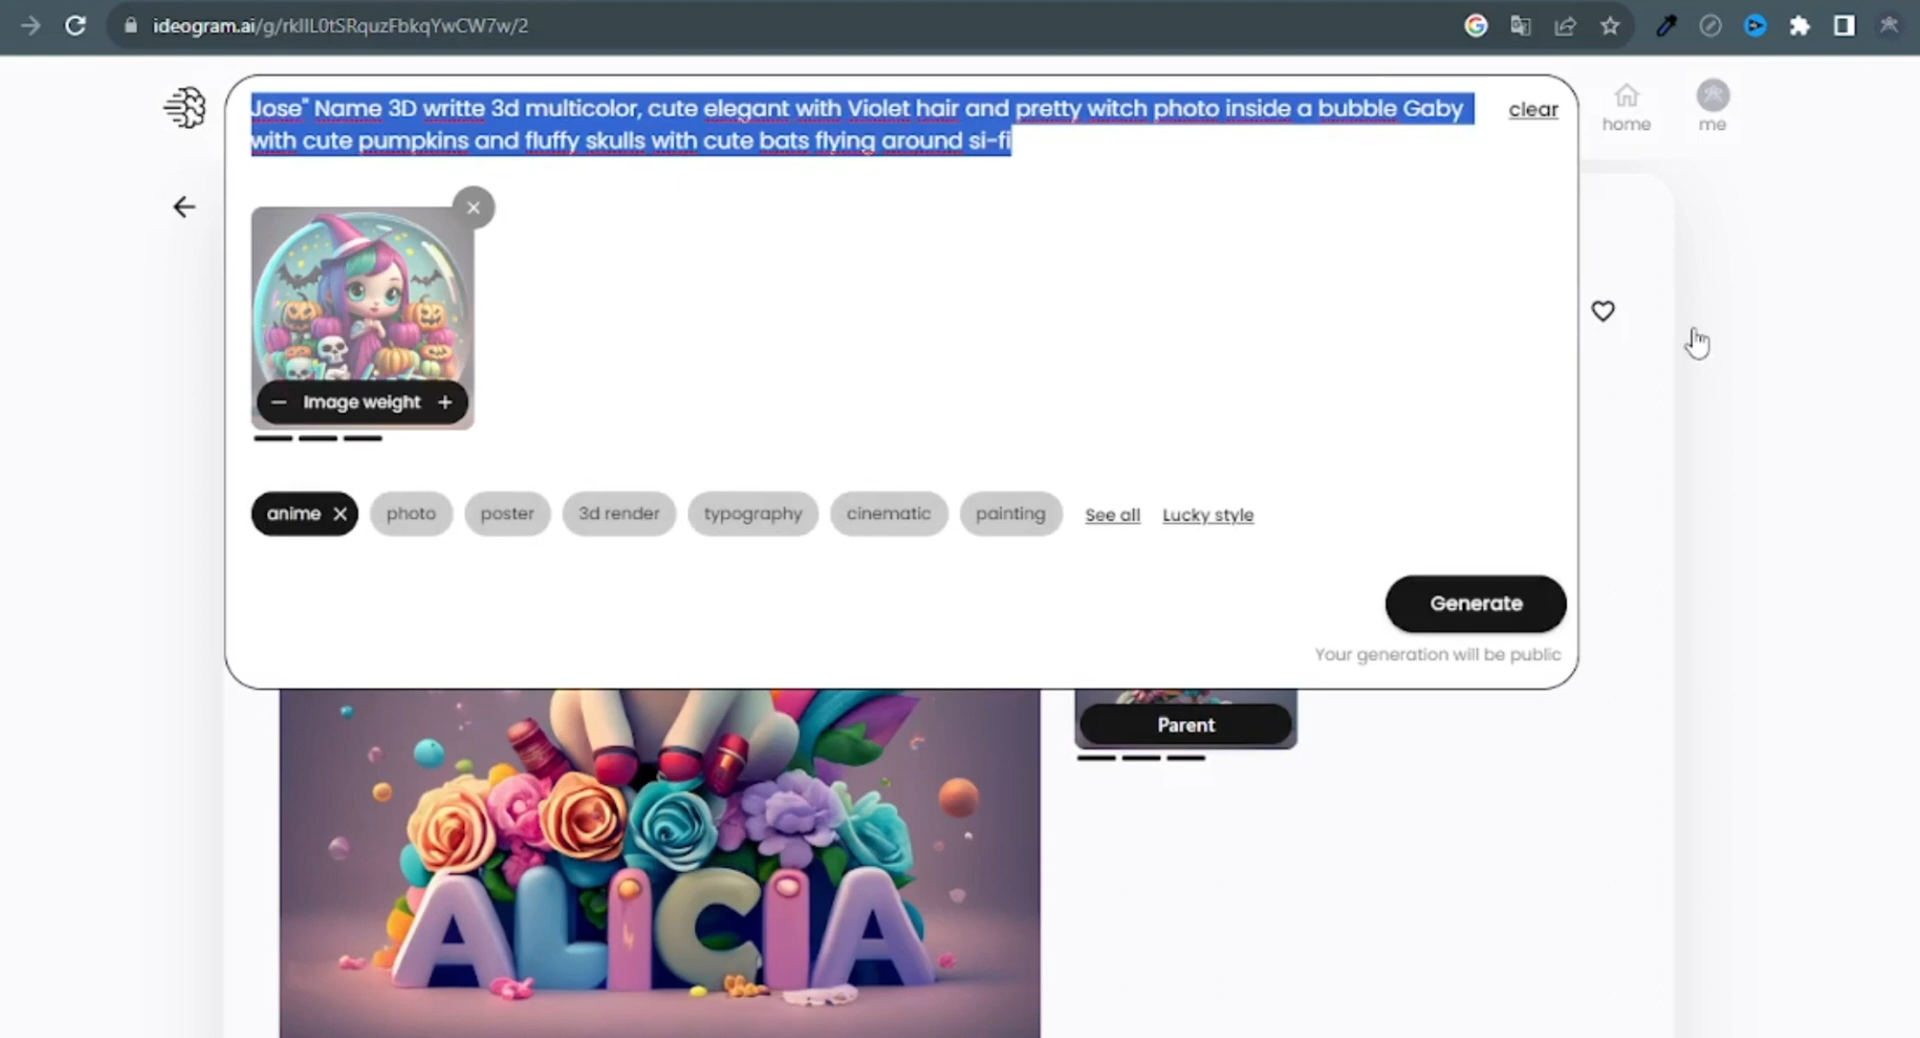 ideogram.ai/g/rklIL0tSRquzFbkqYwCW7w/2
Jose" Name 3D writte 3d multicolor, cute elegant with Violet hair and pretty witch photo inside a bubble Gaby
with cute pumpkins and fluffy skulls with cute bats flying around si-fi
clear
home
me
Image weight
anime
photo
poster
3d render
typography
cinematic
painting
See all
Lucky style
Generate
Your generation will be public
Parent
ALICIA